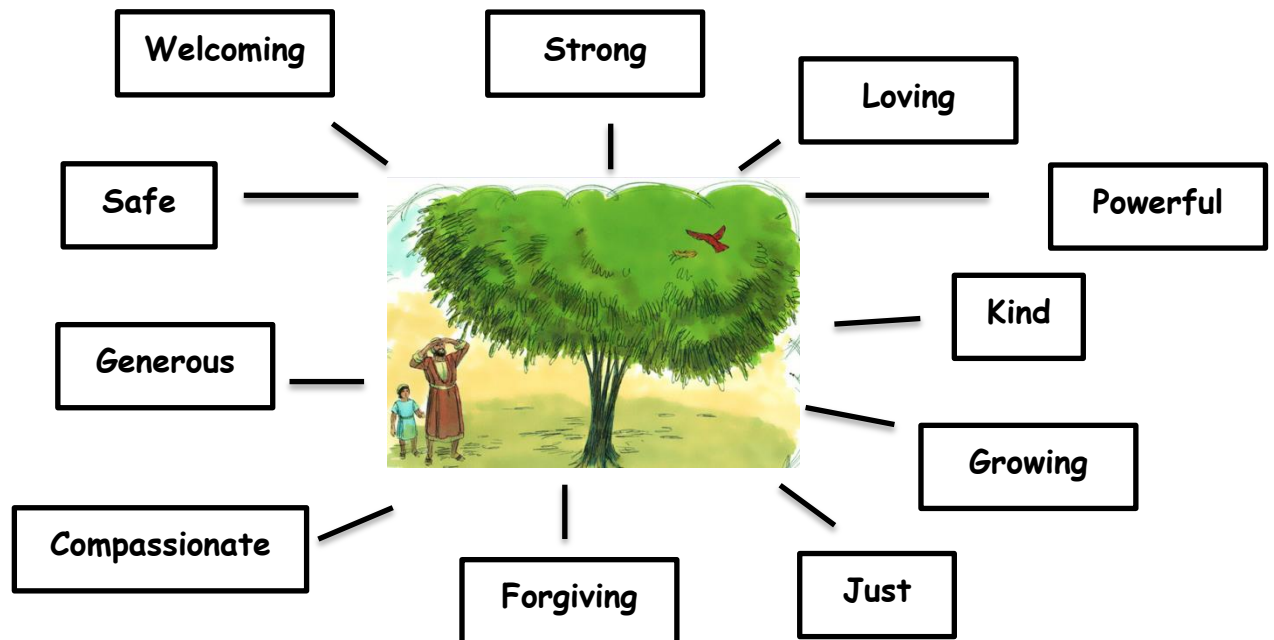 Welcoming
Strong
Loving
Safe
Powerful
Kind
Generous
Growing
Compassionate
Forgiving
Just